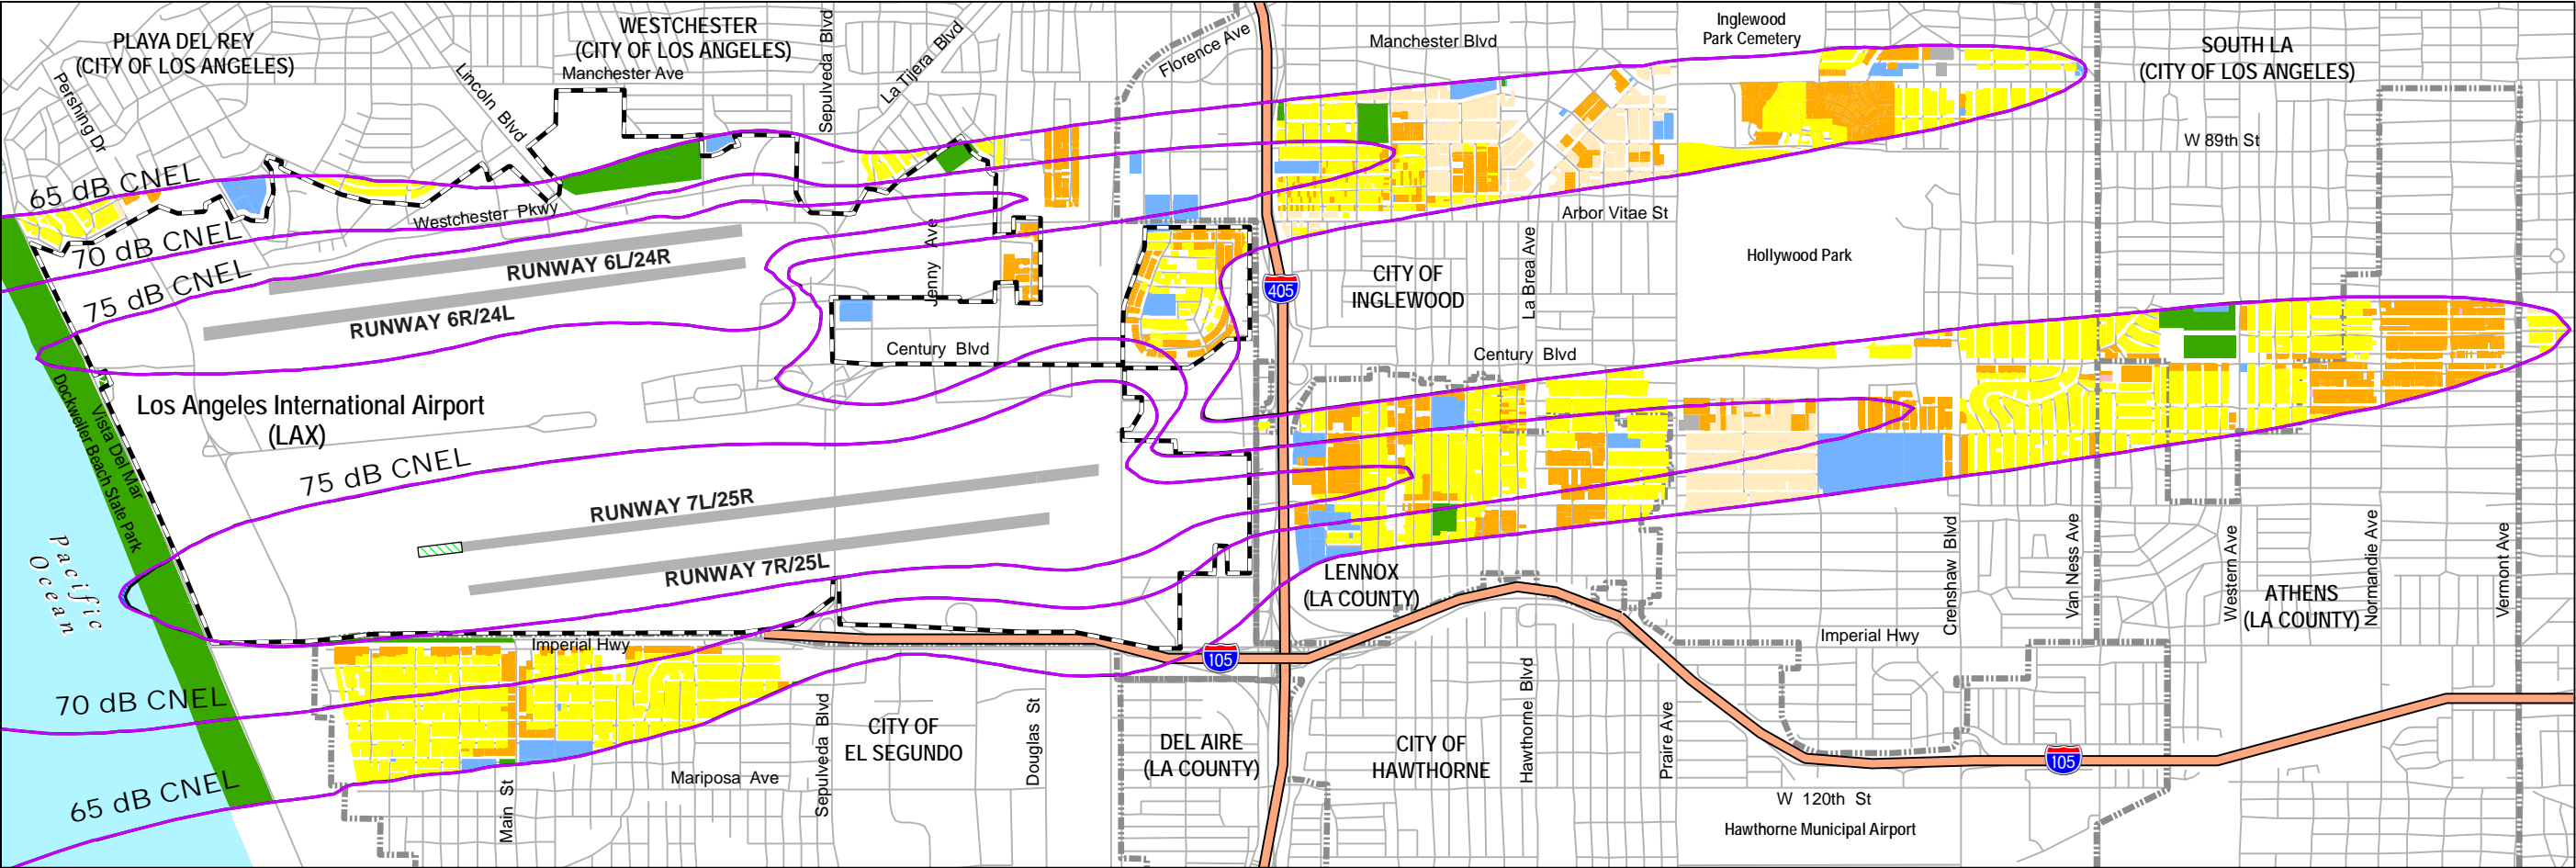 PLAYA DEL REY
(CITY OF LOS ANGELES)
WESTCHESTER
(CITY OF LOS ANGELES)
Manchester Ave
Pershing Dr
Lincoln Blvd
Sepulveda Blvd
La Tijera Blvd
Florence Ave
Manchester Blvd
Inglewood
Park Cemetery
SOUTH LA
(CITY OF LOS ANGELES)
W 89th St
65 dB CNEL
70 dB CNEL
75 dB CNEL
Westchester Pkwy
RUNWAY 6L/24R
RUNWAY 6R/24L
Jenny Ave
Century Blvd
Arbor Vitae St
La Brea Ave
Hollywood Park
405
CITY OF
INGLEWOOD
Century Blvd
Los Angeles International Airport
(LAX)
Vista Del Mar
Dockweiler Beach State Park
75 dB CNEL
RUNWAY 7L/25R
RUNWAY 7R/25L
Pacific
Ocean
LENNOX
(LA COUNTY)
Crenshaw Blvd
Van Ness Ave
Western Ave
ATHENS
(LA COUNTY)
Normandie Ave
Vermont Ave
Imperial Hwy
Imperial Hwy
105
70 dB CNEL
65 dB CNEL
Main St
Mariposa Ave
Sepulveda Blvd
CITY OF
EL SEGUNDO
Douglas St
DEL AIRE
(LA COUNTY)
CITY OF
HAWTHORNE
Hawthorne Blvd
Praire Ave
105
W 120th St
Hawthorne Municipal Airport